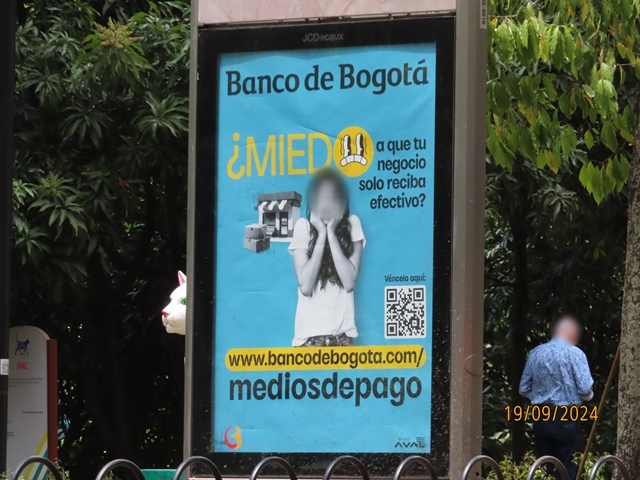 JCDecaux
Banco de Bogotá
¿MIEDO
a que tu
negocio
solo reciba
efectivo?
Véncelo aquí:
www.bancodebogota.com/
mediosdepago
AVAL
19/09/2024